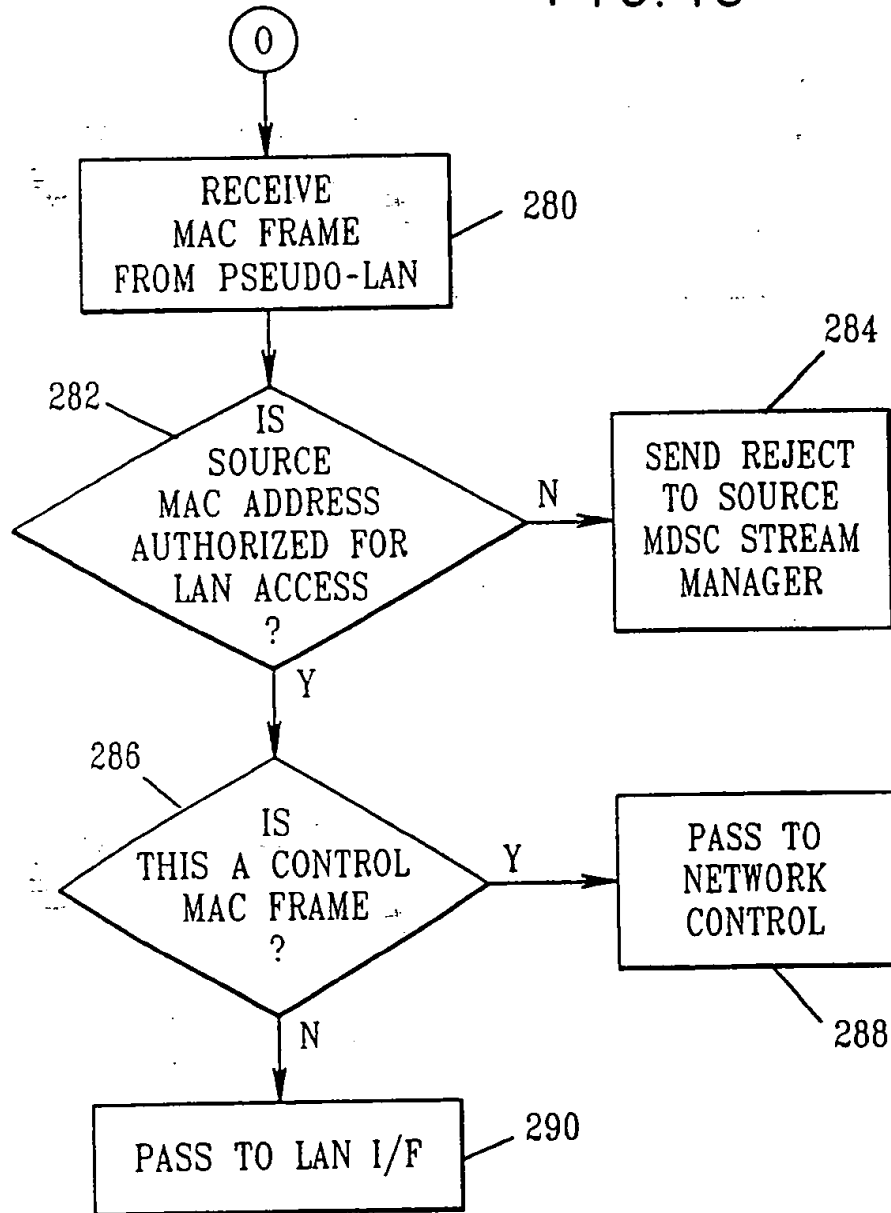 O
RECEIVE
MAC FRAME
FROM PSEUDO-LAN
280
282
IS
SOURCE
MAC ADDRESS
AUTHORIZED FOR
LAN ACCESS
?
N
284
SEND REJECT
TO SOURCE
MDSC STREAM
MANAGER
Y
286
IS
THIS A CONTROL
MAC FRAME
?
Y
PASS TO
NETWORK
CONTROL
288
N
PASS TO LAN I/F
290